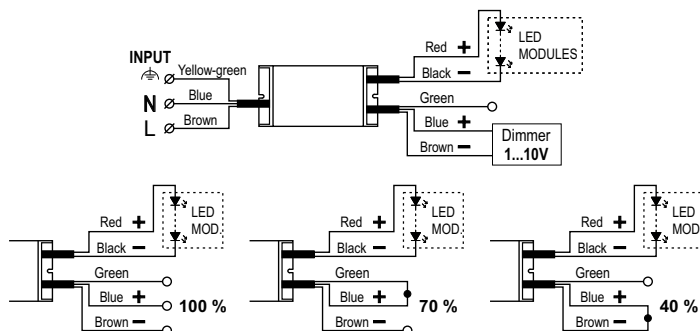 INPUT
Yellow-green
N Blue
L Brown
Red +
Black −
LED
MODULES
Green
Blue +
Brown −
Dimmer
1...10V
Red +
Black −
LED
MOD.
Green
Blue +
Brown −
100 %
Red +
Black −
LED
MOD.
Green
Blue +
Brown −
70 %
Red +
Black −
LED
Green
Blue +
Brown −
40 %